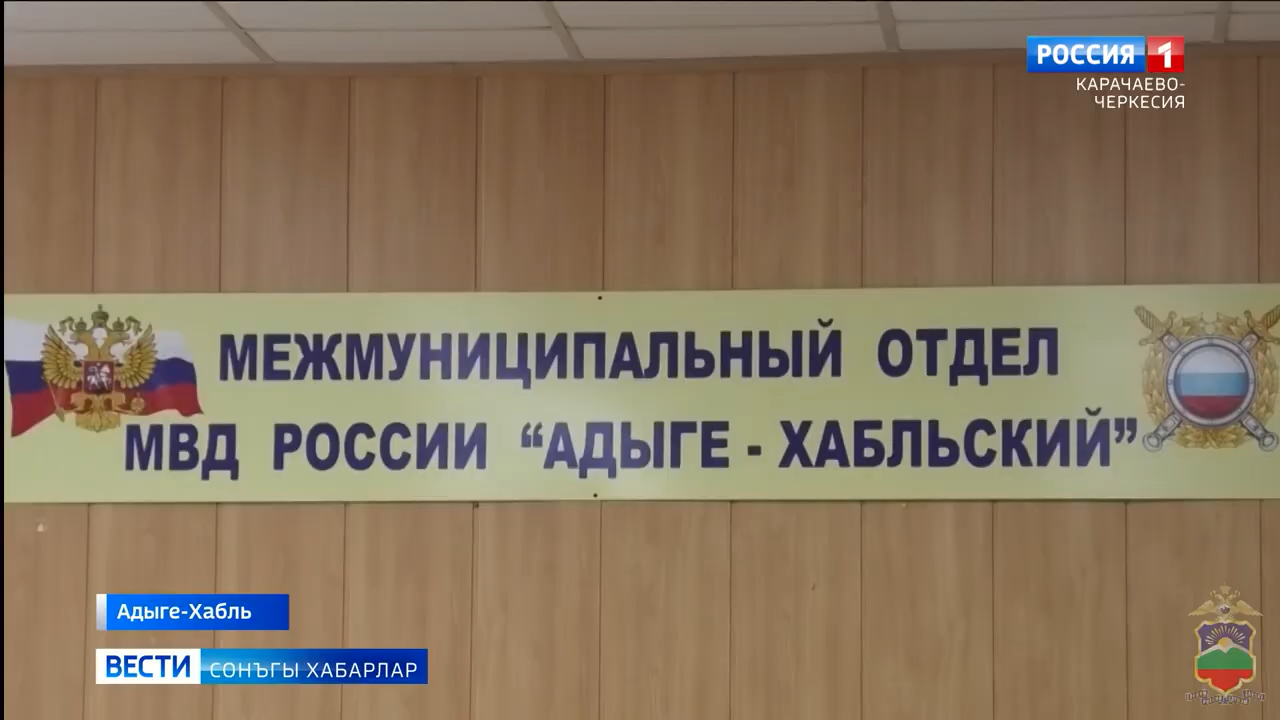 РОССИЯ 1
КАРАЧАЕВО-
ЧЕРКЕСИЯ
МЕЖМУНИЦИПАЛЬНЫЙ ОТДЕЛ
МВД РОССИИ “АДЫГЕ - ХАБЛЬСКИЙ”
Адыге-Хабль
ВЕСТИ СОНЪГЫ ХАБАРЛАР